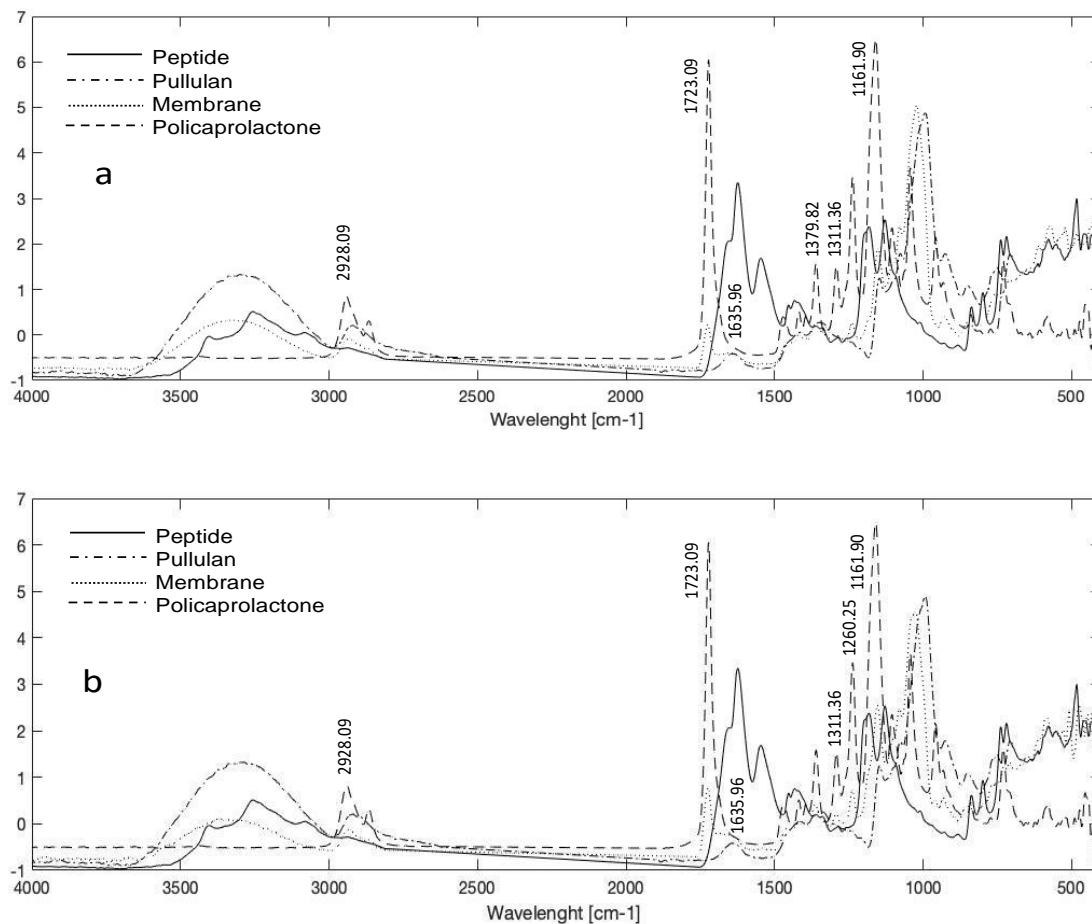 7
6
5
4
3
2
1
0
-1
Peptide
Pullulan
Membrane
Policaprolactone
a
2928.09
1723.09
1635.96
1379.82
1311.36
1161.90
4000 3500 3000 2500 2000 1500 1000 500
Wavelenght [cm-1]
7
6
5
4
3
2
1
0
-1
Peptide
Pullulan
Membrane
Policaprolactone
b
2928.09
1723.09
1635.96
1311.36
1260.25
1161.90
4000 3500 3000 2500 2000 1500 1000 500
Wavelenght [cm-1]